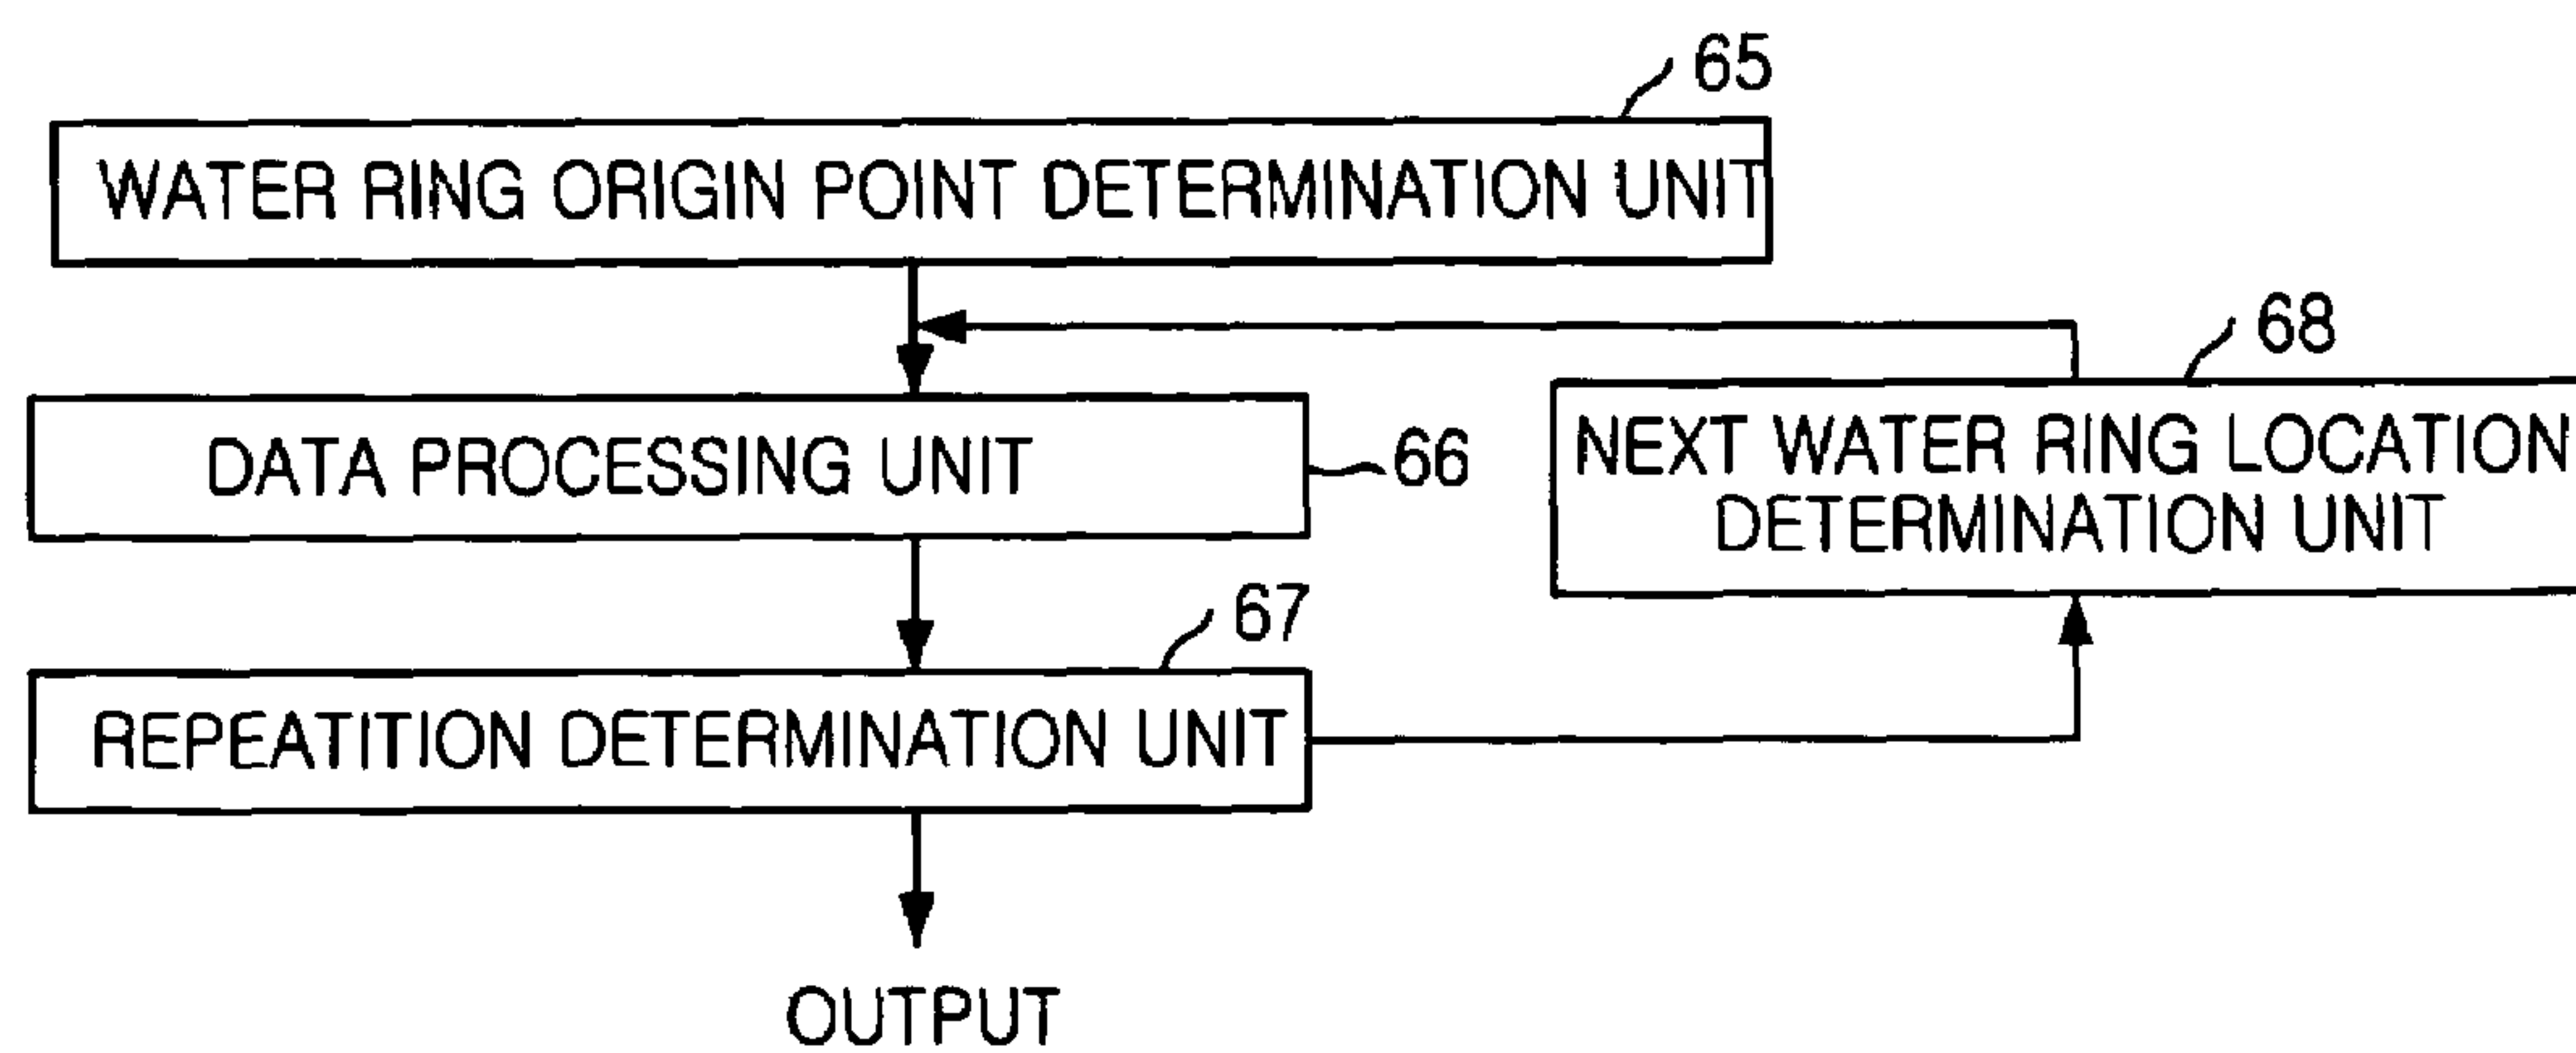 65
WATER RING ORIGIN POINT DETERMINATION UNIT
68
NEXT WATER RING LOCATION
DETERMINATION UNIT
DATA PROCESSING UNIT
66
67
REPEATITION DETERMINATION UNIT
OUTPUT